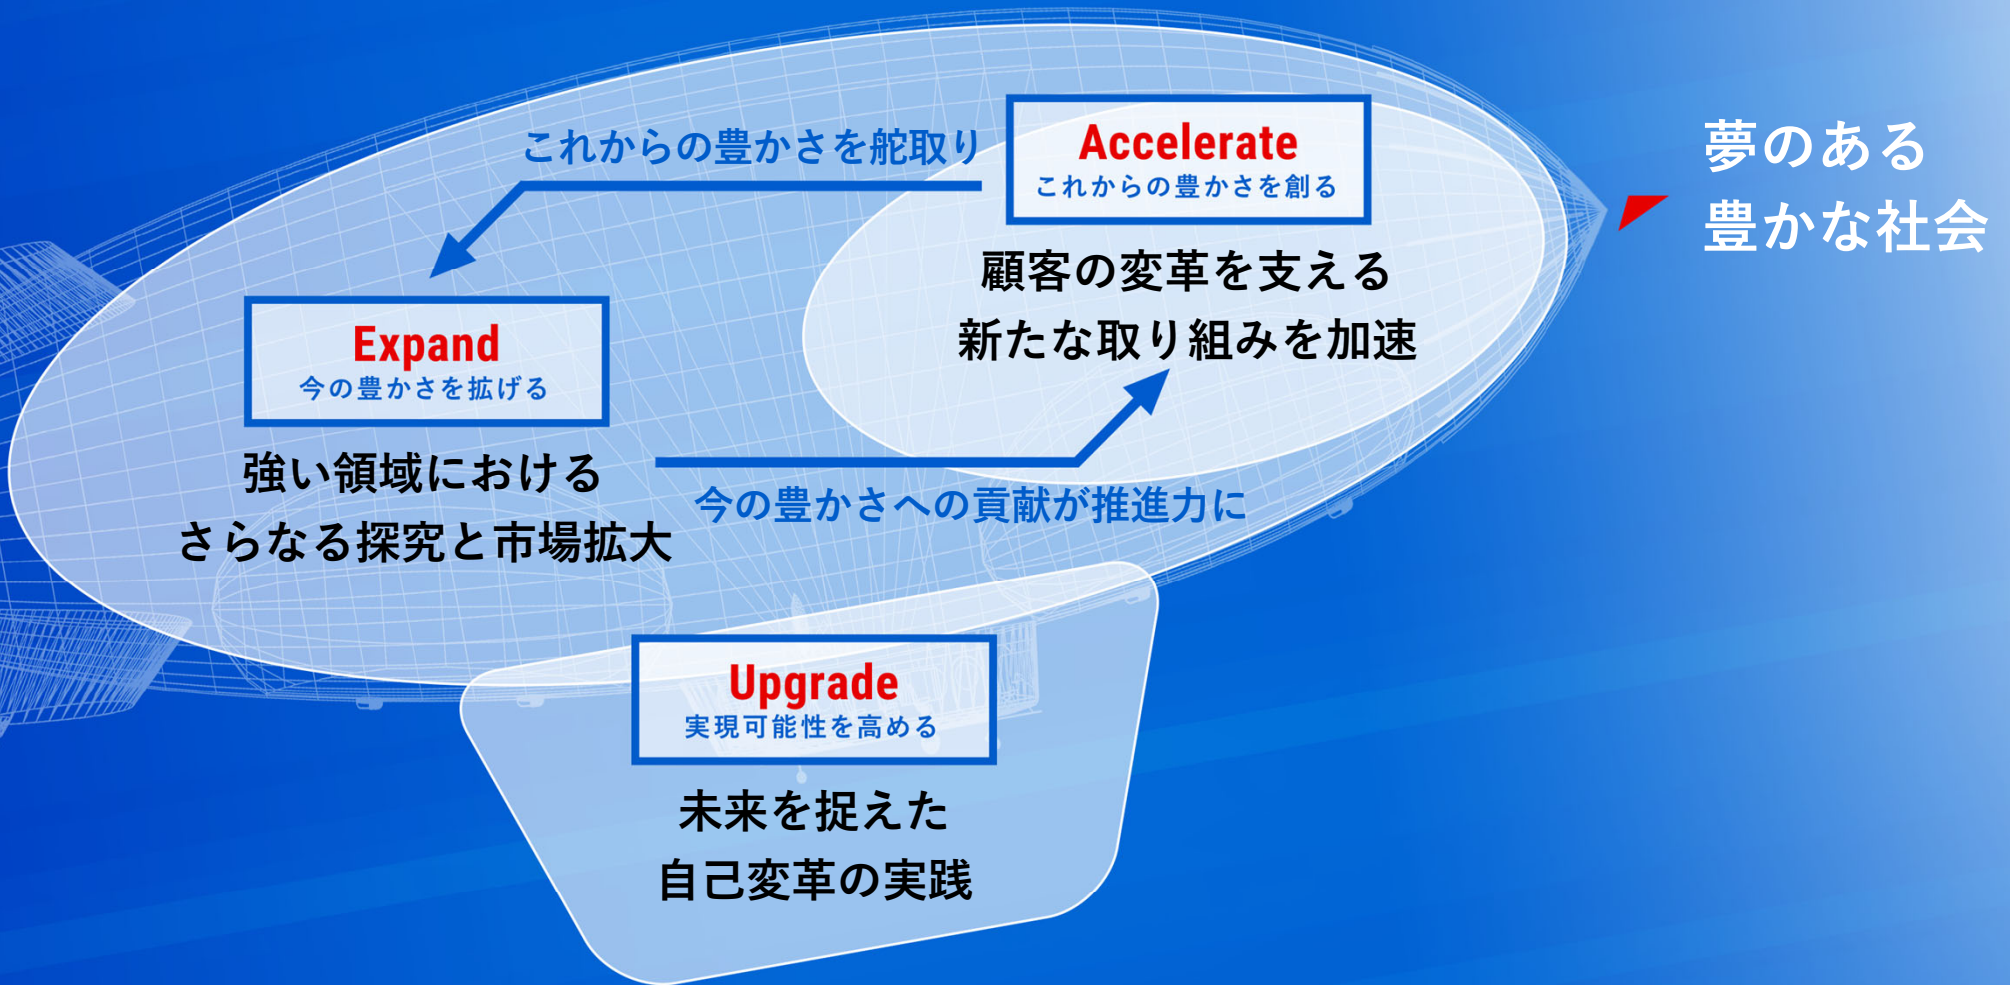 これからの豊かさを舵取り
Accelerate
これからの豊かさを創る
顧客の変革を支える
新たな取り組みを加速
夢のある
豊かな社会
Expand
今の豊かさを拡げる
強い領域における
さらなる探究と市場拡大
今の豊かさへの貢献が推進力に
Upgrade
実現可能性を高める
未来を捉えた
自己変革の実践